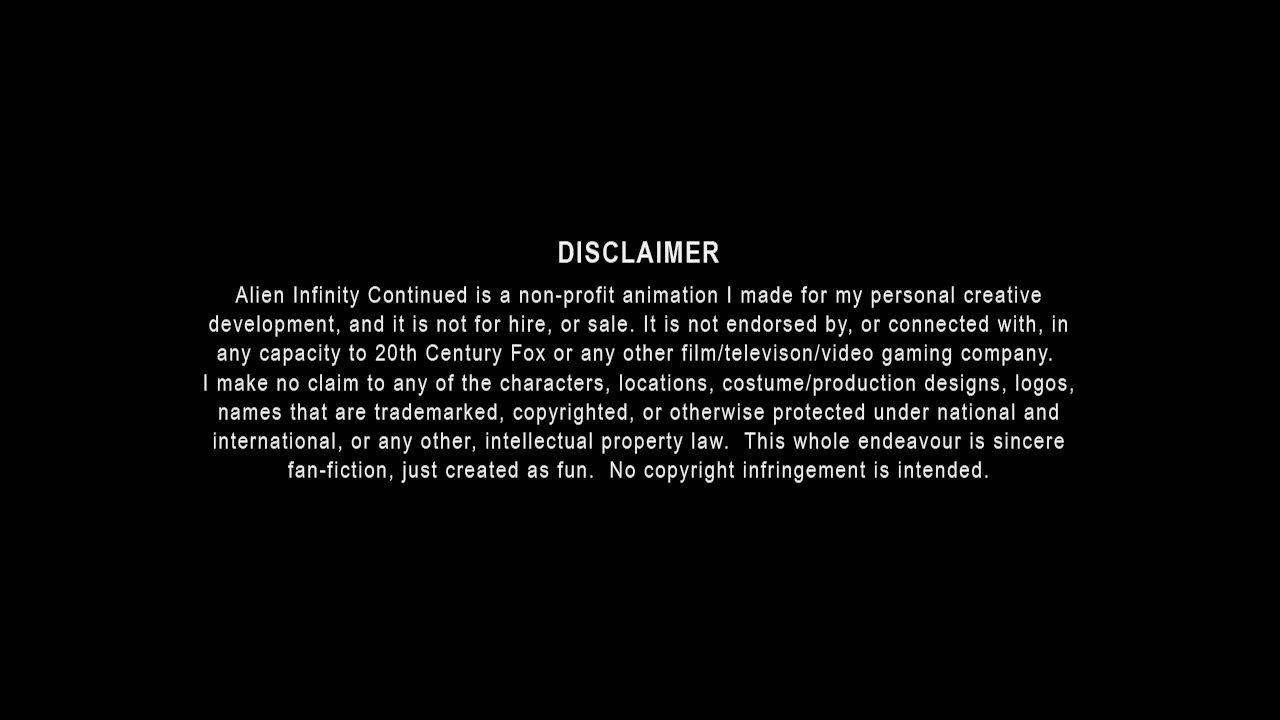 DISCLAIMER
Alien Infinity Continued is a non-profit animation I made for my personal creative
development, and it is not for hire, or sale. It is not endorsed by, or connected with, in
any capacity to 20th Century Fox or any other film/televison/video gaming company.
I make no claim to any of the characters, locations, costume/production designs, logos,
names that are trademarked, copyrighted, or otherwise protected under national and
international, or any other, intellectual property law.  This whole endeavour is sincere
fan-fiction, just created as fun.  No copyright infringement is intended.